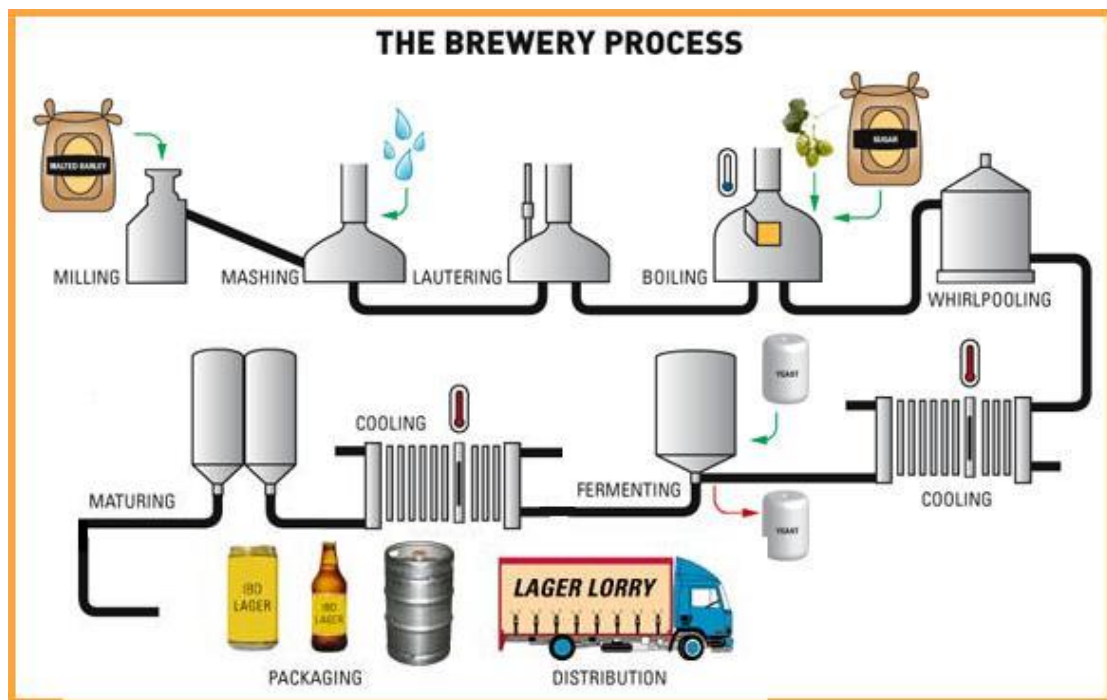 THE BREWERY PROCESS
MALTED BARLEY
SUGAR
MILLING
MASHING
LAUTERING
BOILING
WHIRLPOOLING
YEAST
COOLING
COOLING
FERMENTING
MATURING
YEAST
IBD
LAGER
IBD
LAGER
LAGER LORRY
PACKAGING
DISTRIBUTION